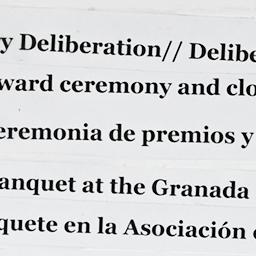 y Deliberation// Delibe
ward ceremony and clo
eremonia de premios y
anquet at the Granada
quete en la Asociación